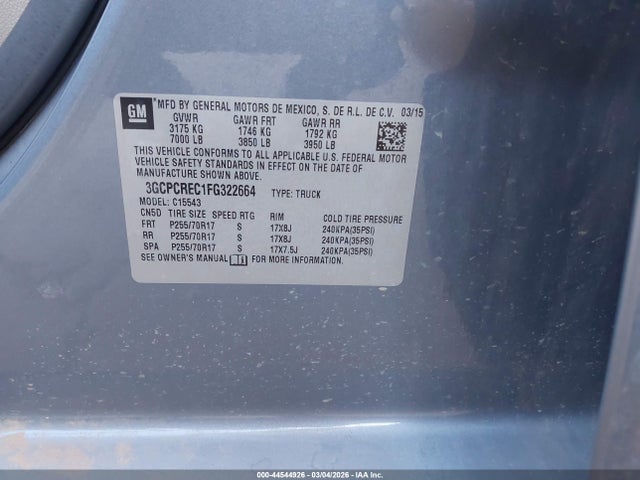 GM
MFD BY GENERAL MOTORS DE MEXICO, S. DE R.L. DE C.V. 03/15
GVWR GAWR FRT GAWR RR
3175 KG 1746 KG 1792 KG
7000 LB 3850 LB 3950 LB
THIS VEHICLE CONFORMS TO ALL APPLICABLE U.S. FEDERAL MOTOR
VEHICLE SAFETY STANDARDS IN EFFECT ON THE DATE OF
MANUFACTURE SHOWN ABOVE.
3GCPCREC1FG322664 TYPE: TRUCK
MODEL: C15543
CN5D TIRE SIZE SPEED RTG RIM COLD TIRE PRESSURE
FRT P255/70R17 S 17X8J 240KPA(35PSI)
RR P255/70R17 S 17X8J 240KPA(35PSI)
SPA P255/70R17 S 17X7.5J 240KPA(35PSI)
SEE OWNER'S MANUAL FOR MORE INFORMATION.
000-44544926 - 03/04/2026 - IAAI.COM